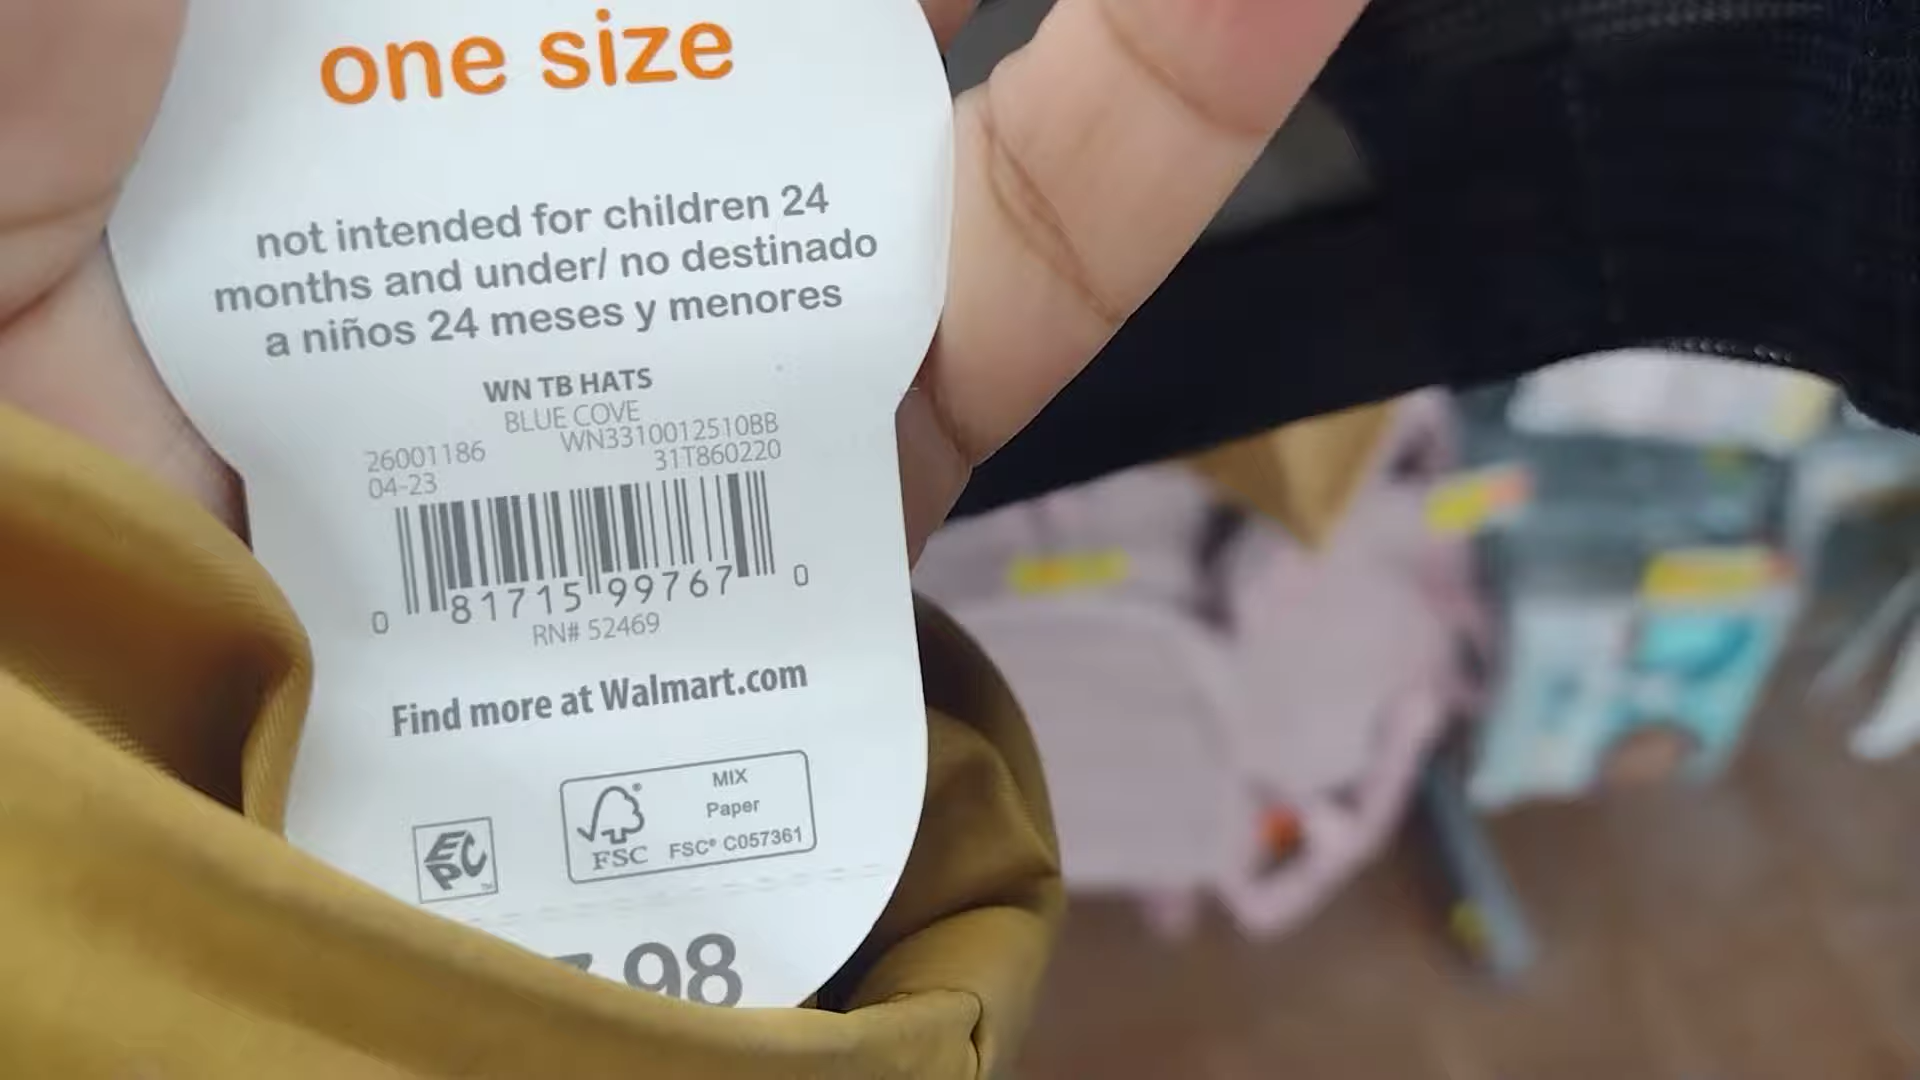 one size
not intended for children 24
months and under/ no destinado
a niños 24 meses y menores
WN TB HATS
BLUE COVE
26001186 WN3310012510BB
04-23 31T860220
0 81715 99767 0
RN# 52469
Find more at Walmart.com
MIX
Paper
FSC® C057361
FSC
EPC
98